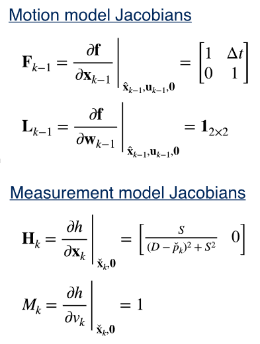 Motion model Jacobians
F_{k−1} = ∂f/∂x_{k−1} |_{x̂_{k−1},u_{k−1},0} = [1 Δt; 0 1]
L_{k−1} = ∂f/∂w_{k−1} |_{x̂_{k−1},u_{k−1},0} = 1_{2×2}
Measurement model Jacobians
H_k = ∂h/∂x_k |_{x̌_k,0} = [S/((D − p̌_k)² + S²) 0]
M_k = ∂h/∂v_k |_{x̌_k,0} = 1